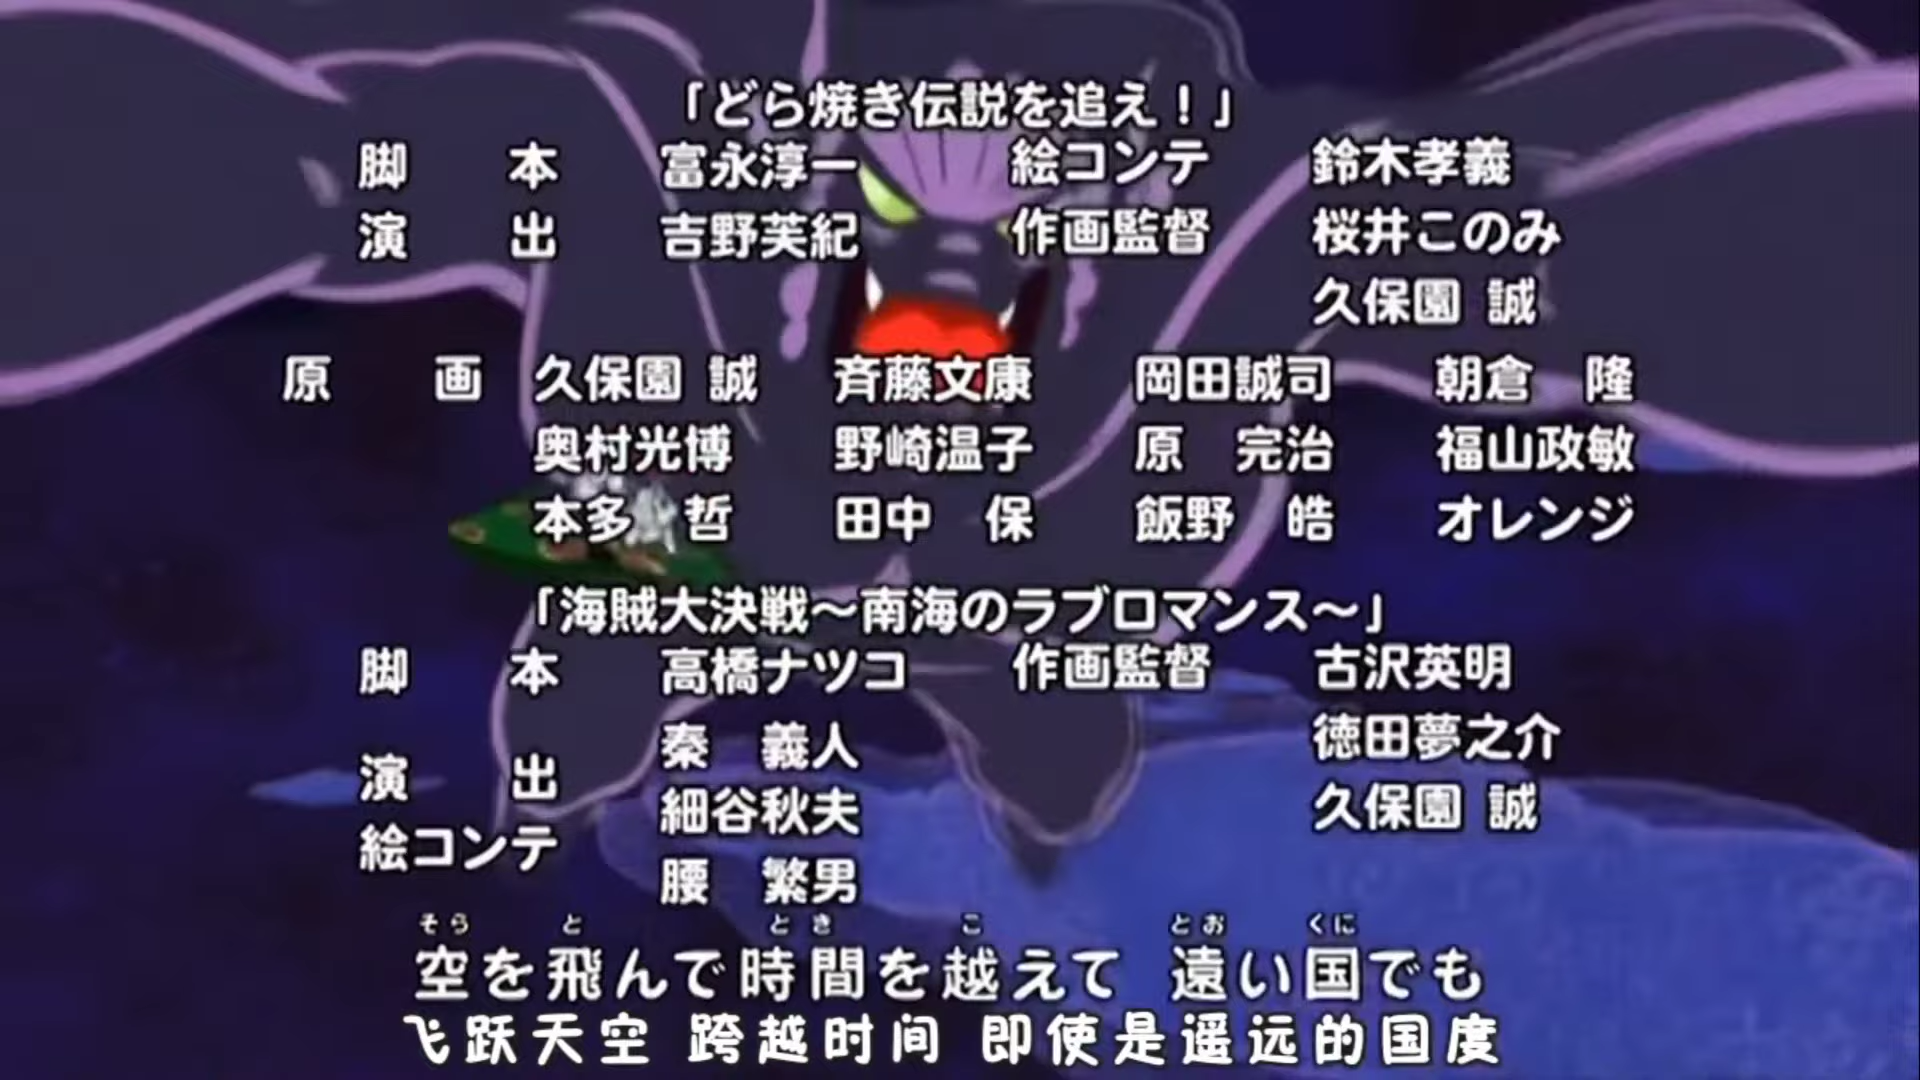 「どら焼き伝説を追え！」
脚 本 富永淳一 絵コンテ 鈴木孝義
演 出 吉野芙紀 作画監督 桜井このみ
久保園 誠
原 画 久保園 誠 斉藤文康 岡田誠司 朝倉 隆
奥村光博 野崎温子 原 完治 福山政敏
本多 哲 田中 保 飯野 皓 オレンジ
「海賊大決戦～南海のラブロマンス～」
脚 本 高橋ナツコ 作画監督 古沢英明
秦 義人 徳田夢之介
演 出
細谷秋夫 久保園 誠
絵コンテ
腰 繁男
そら と とき こ とお くに
空を飛んで時間を越えて 遠い国でも
飞跃天空 跨越时间 即使是遥远的国度